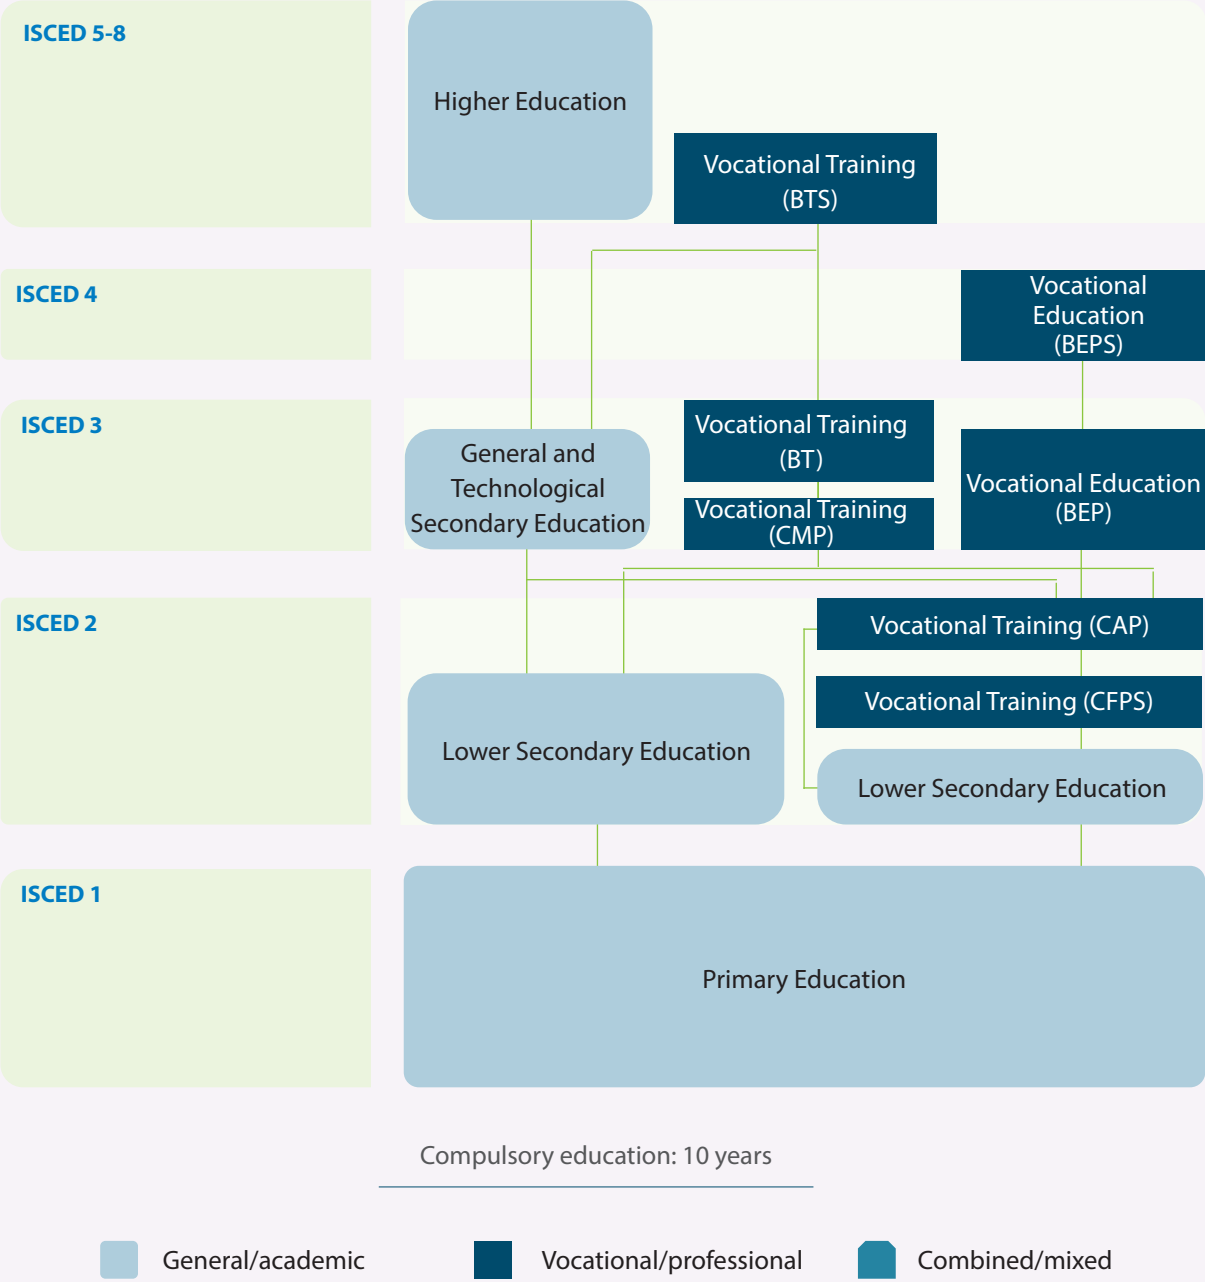 ISCED 5-8
Higher Education
Vocational Training
(BTS)
ISCED 4
Vocational
Education
(BEPS)
ISCED 3
General and
Technological
Secondary Education
Vocational Training
(BT)
Vocational Training
(CMP)
Vocational Education
(BEP)
ISCED 2
Lower Secondary Education
Vocational Training (CAP)
Vocational Training (CFPS)
Lower Secondary Education
ISCED 1
Primary Education
Compulsory education: 10 years
General/academic
Vocational/professional
Combined/mixed